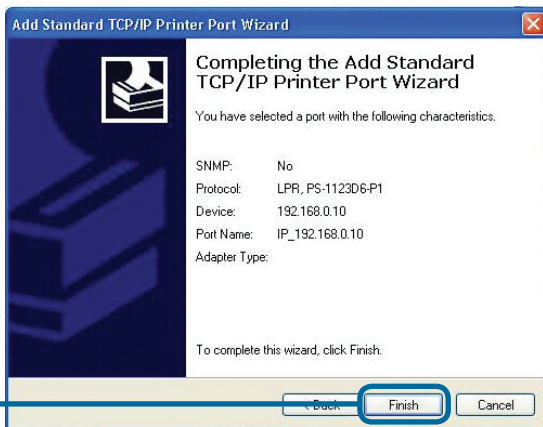 Add Standard TCP/IP Printer Port Wizard
Completing the Add Standard
TCP/IP Printer Port Wizard
You have selected a port with the following characteristics.
SNMP: No
Protocol: LPR, PS-1123D6-P1
Device: 192.168.0.10
Port Name: IP_192.168.0.10
Adapter Type:
To complete this wizard, click Finish.
< Back Finish Cancel